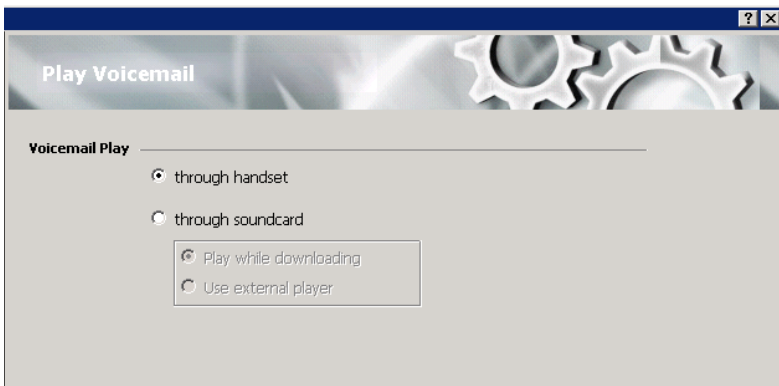 Play Voicemail
Voicemail Play
through handset
through soundcard
Play while downloading
Use external player